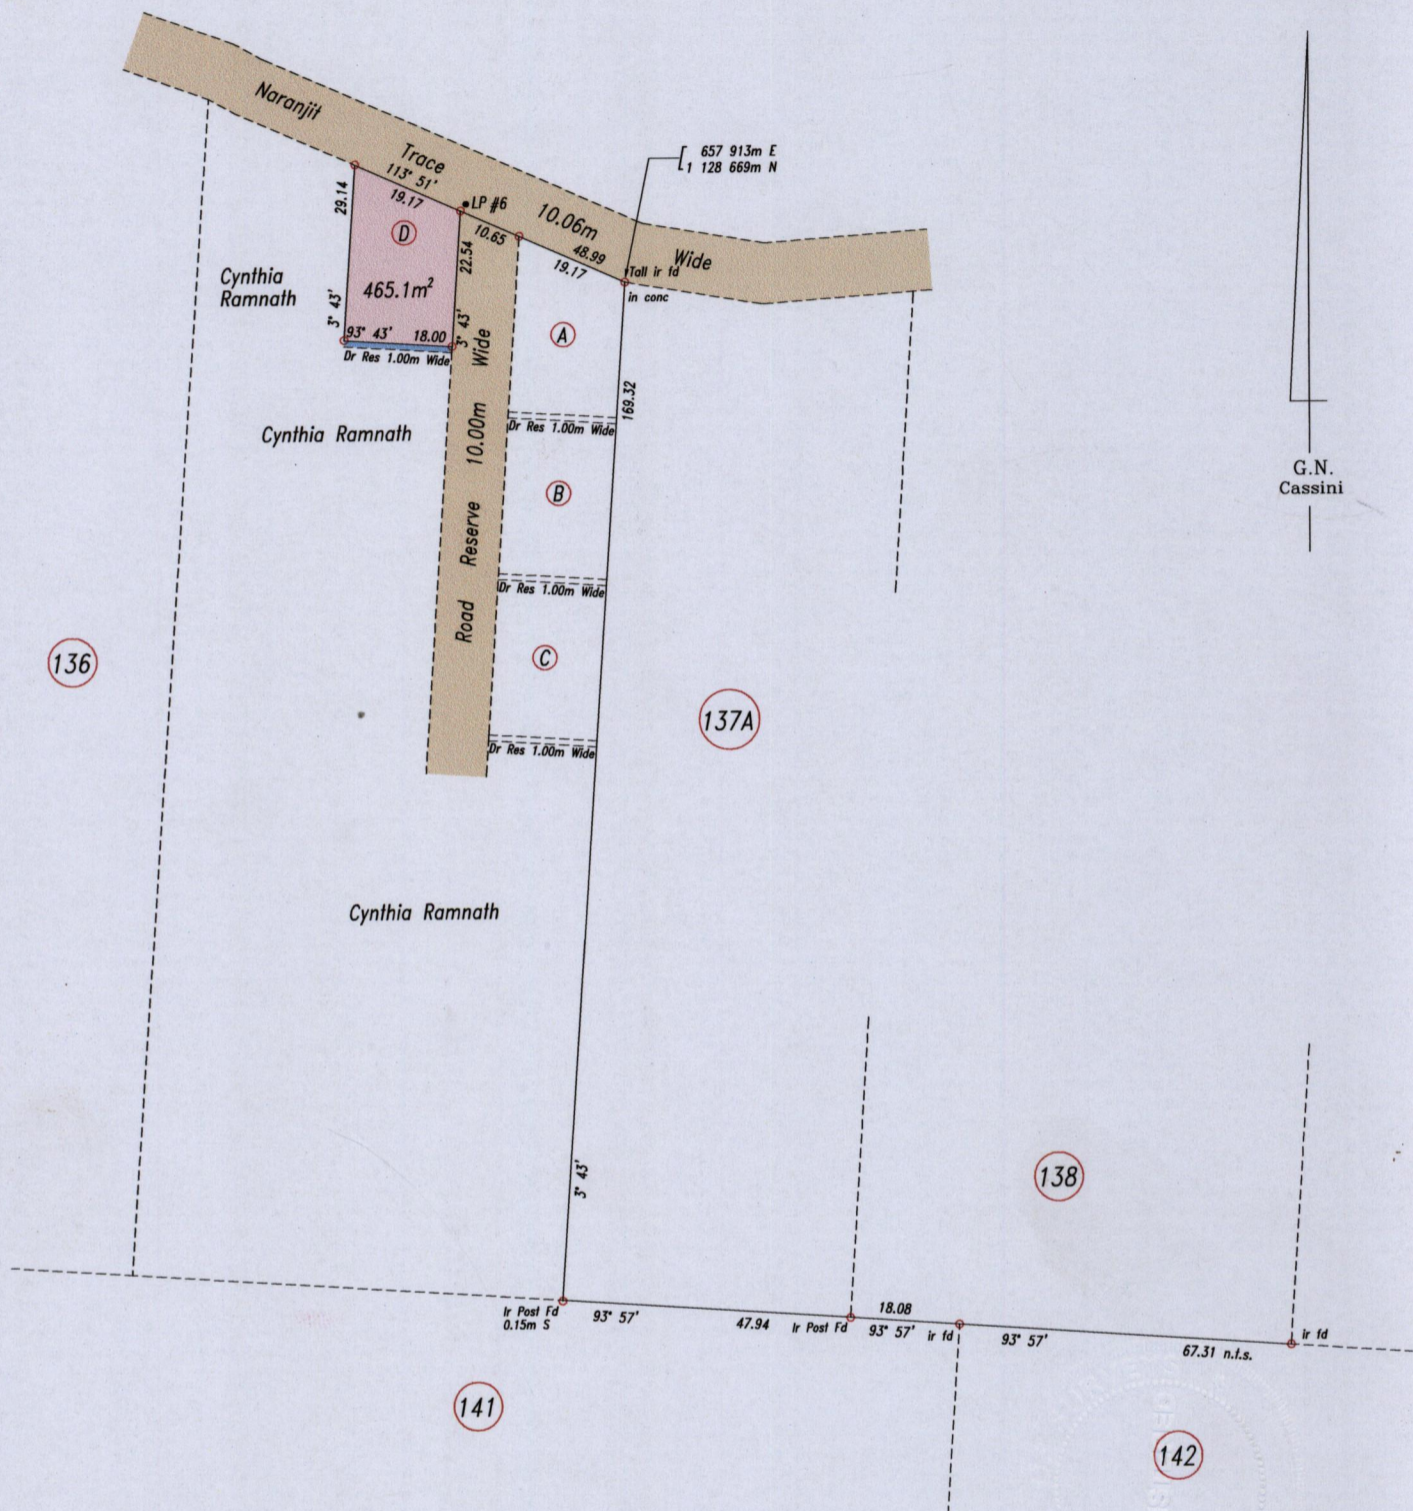 Naranjit
Trace
113° 51'
19.17
LP #6
10.06m
Wide
657 913m E
1 128 669m N
29.14
D
10.65
48.99
19.17
Tall ir fd
in conc
22.54
Cynthia
Ramnath
465.1m²
3° 43'
93° 43'
18.00
3° 43'
Dr Res 1.00m Wide
A
Road Reserve 10.00m Wide
169.32
Cynthia Ramnath
Dr Res 1.00m Wide
G.N.
Cassini
B
Dr Res 1.00m Wide
C
136
137A
Dr Res 1.00m Wide
Cynthia Ramnath
3° 43'
138
Ir Post Fd
0.15m S
93° 57'
47.94
Ir Post Fd
18.08
93° 57'
ir fd
93° 57'
67.31 n.t.s.
ir fd
141
142